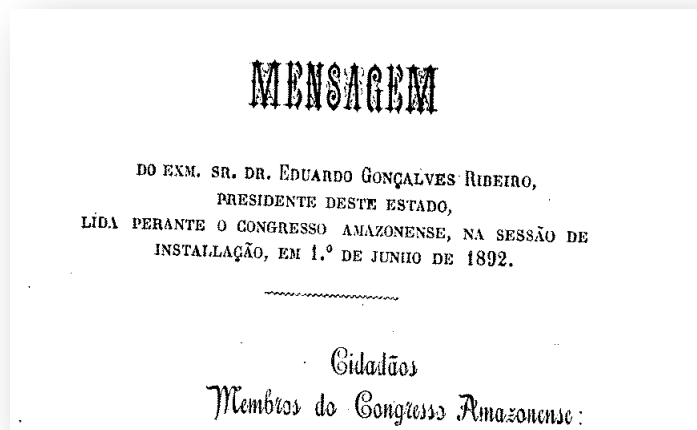 MENSAGEM
DO EXM. SR. DR. EDUARDO GONÇALVES RIBEIRO,
PRESIDENTE DESTE ESTADO,
LIDA PERANTE O CONGRESSO AMAZONENSE, NA SESSÃO DE
INSTALLAÇÃO, EM 1.º DE JUNHO DE 1892.
Cidadãos
Membros do Congresso Amazonense: